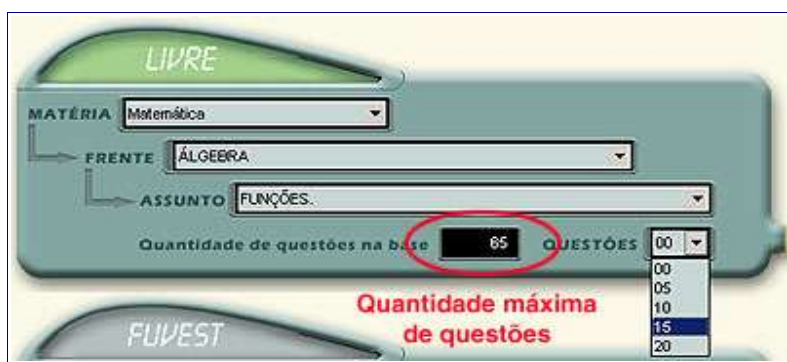 LIVRE
MATÉRIA Matemática
FRENTE ÁLGEBRA
ASSUNTO FUNÇÕES.
Quantidade de questões na base 65 QUESTÕES 00
00
05
10
15
20
Quantidade máxima
de questões
FUVEST